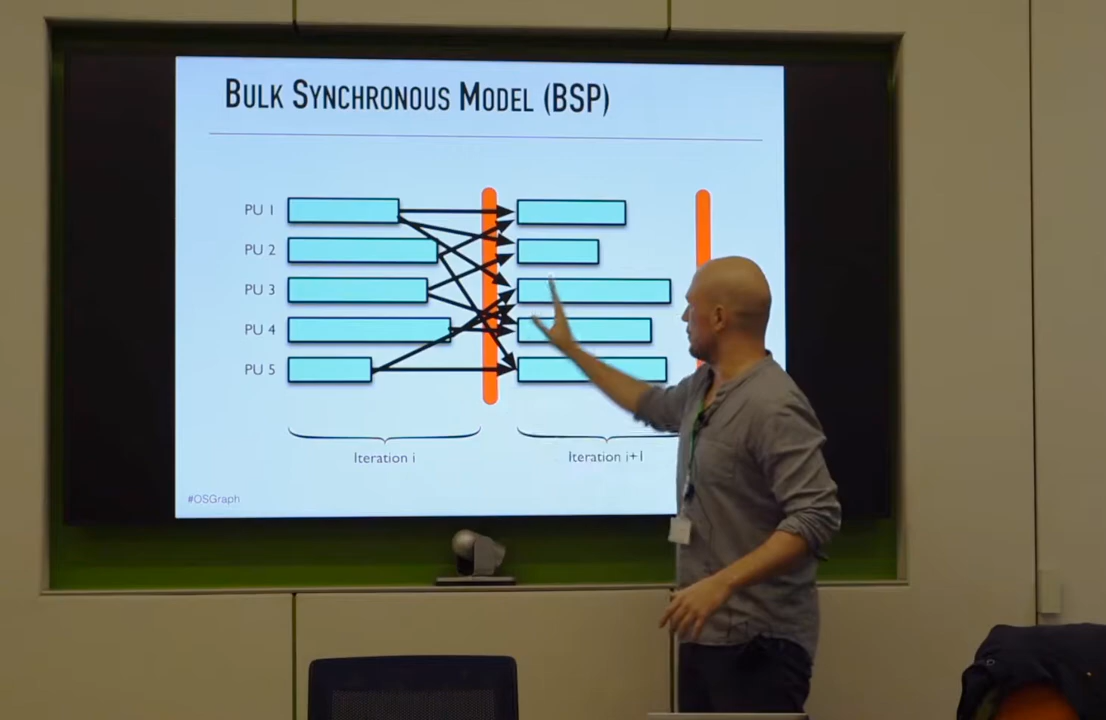 BULK SYNCHRONOUS MODEL (BSP)
PU 1
PU 2
PU 3
PU 4
PU 5
Iteration i
Iteration i+1
#OSGraph